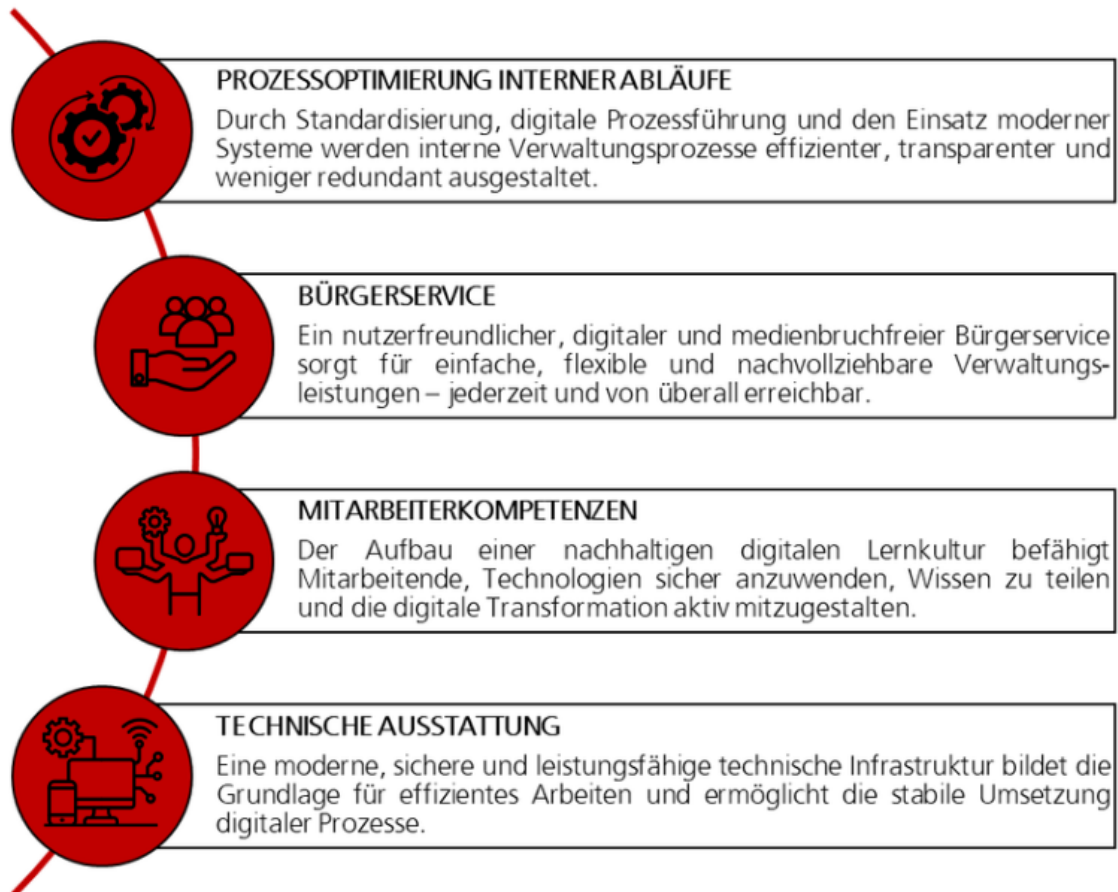 PROZESSOPTIMIERUNG INTERNER ABLÄUFE
Durch Standardisierung, digitale Prozessführung und den Einsatz moderner
Systeme werden interne Verwaltungsprozesse effizienter, transparenter und
weniger redundant ausgestaltet.
BÜRGERSERVICE
Ein nutzerfreundlicher, digitaler und medienbruchfreier Bürgerservice
sorgt für einfache, flexible und nachvollziehbare Verwaltungs-
leistungen – jederzeit und von überall erreichbar.
MITARBEITERKOMPETENZEN
Der Aufbau einer nachhaltigen digitalen Lernkultur befähigt
Mitarbeitende, Technologien sicher anzuwenden, Wissen zu teilen
und die digitale Transformation aktiv mitzugestalten.
TECHNISCHE AUSSTATTUNG
Eine moderne, sichere und leistungsfähige technische Infrastruktur bildet die
Grundlage für effizientes Arbeiten und ermöglicht die stabile Umsetzung
digitaler Prozesse.